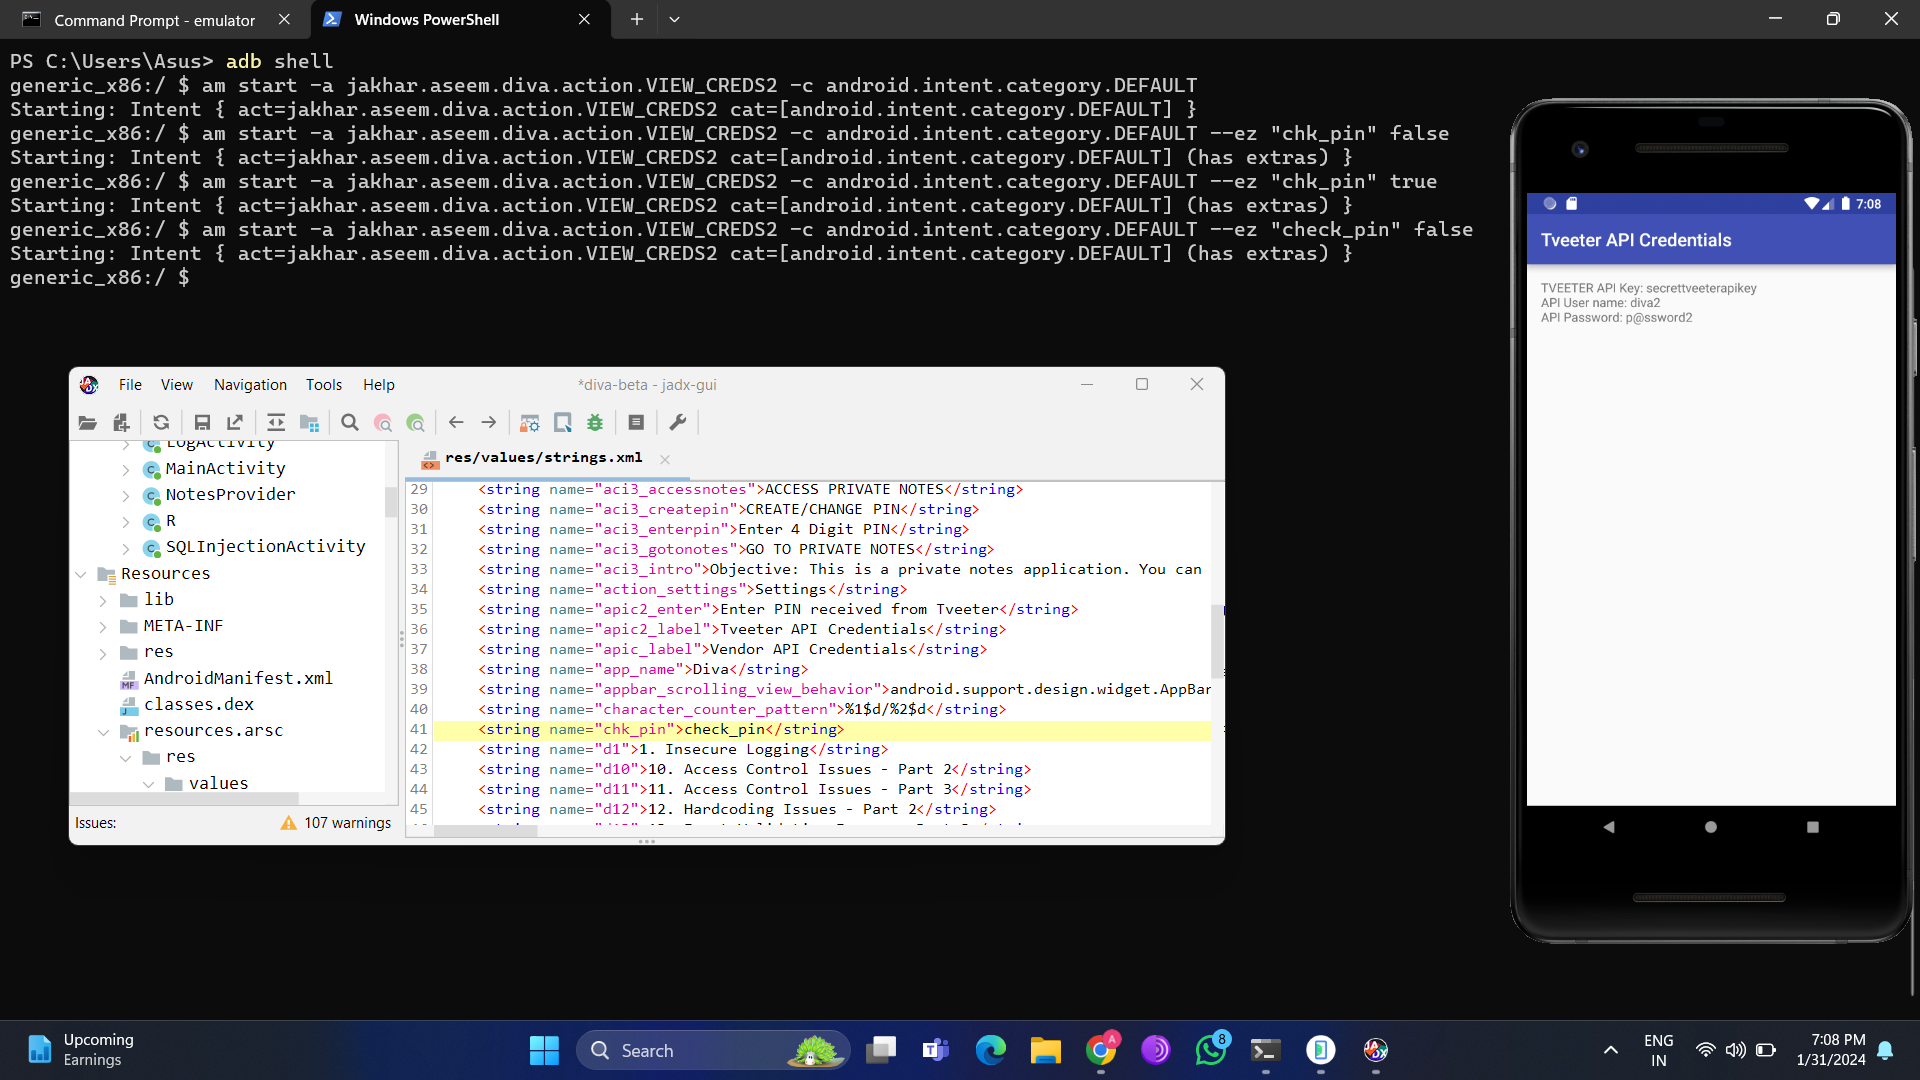 Command Prompt - emulator
Windows PowerShell
PS C:\Users\Asus> adb shell
generic_x86:/ $ am start -a jakhar.aseem.diva.action.VIEW_CREDS2 -c android.intent.category.DEFAULT
Starting: Intent { act=jakhar.aseem.diva.action.VIEW_CREDS2 cat=[android.intent.category.DEFAULT] }
generic_x86:/ $ am start -a jakhar.aseem.diva.action.VIEW_CREDS2 -c android.intent.category.DEFAULT --ez "chk_pin" false
Starting: Intent { act=jakhar.aseem.diva.action.VIEW_CREDS2 cat=[android.intent.category.DEFAULT] (has extras) }
generic_x86:/ $ am start -a jakhar.aseem.diva.action.VIEW_CREDS2 -c android.intent.category.DEFAULT --ez "chk_pin" true
Starting: Intent { act=jakhar.aseem.diva.action.VIEW_CREDS2 cat=[android.intent.category.DEFAULT] (has extras) }
generic_x86:/ $ am start -a jakhar.aseem.diva.action.VIEW_CREDS2 -c android.intent.category.DEFAULT --ez "check_pin" false
Starting: Intent { act=jakhar.aseem.diva.action.VIEW_CREDS2 cat=[android.intent.category.DEFAULT] (has extras) }
generic_x86:/ $
7:08
Tveeter API Credentials
TVEETER API Key: secrettveeterapikey
API User name: diva2
API Password: p@ssword2
File View Navigation Tools Help
*diva-beta - jadx-gui
LogActivity
MainActivity
NotesProvider
R
SQLInjectionActivity
Resources
lib
META-INF
res
AndroidManifest.xml
classes.dex
resources.arsc
res
values
Issues:
107 warnings
res/values/strings.xml
29 <string name="aci3_accessnotes">ACCESS PRIVATE NOTES</string>
30 <string name="aci3_createpin">CREATE/CHANGE PIN</string>
31 <string name="aci3_enterpin">Enter 4 Digit PIN</string>
32 <string name="aci3_gotonotes">GO TO PRIVATE NOTES</string>
33 <string name="aci3_intro">Objective: This is a private notes application. You can
34 <string name="action_settings">Settings</string>
35 <string name="apic2_enter">Enter PIN received from Tveeter</string>
36 <string name="apic2_label">Tveeter API Credentials</string>
37 <string name="apic_label">Vendor API Credentials</string>
38 <string name="app_name">Diva</string>
39 <string name="appbar_scrolling_view_behavior">android.support.design.widget.AppBar
40 <string name="character_counter_pattern">%1$d/%2$d</string>
41 <string name="chk_pin">check_pin</string>
42 <string name="d1">1. Insecure Logging</string>
43 <string name="d10">10. Access Control Issues - Part 2</string>
44 <string name="d11">11. Access Control Issues - Part 3</string>
45 <string name="d12">12. Hardcoding Issues - Part 2</string>
Upcoming
Earnings
Search
A
8
ENG
IN
7:08 PM
1/31/2024